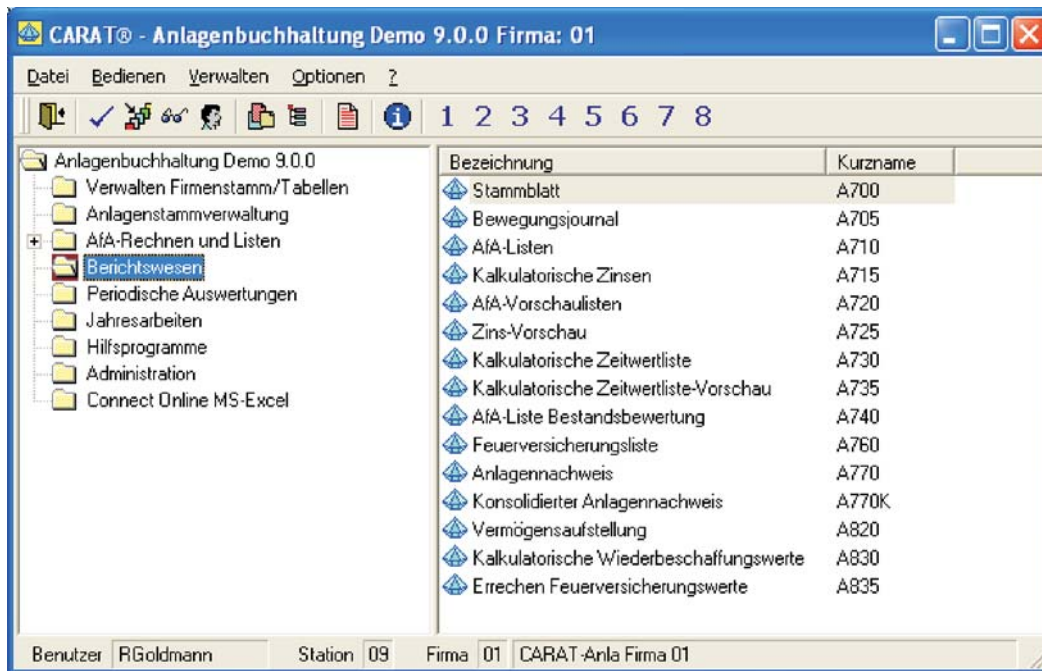 CARAT® - Anlagenbuchhaltung Demo 9.0.0 Firma: 01
Datei Bedienen Verwalten Optionen ?
1 2 3 4 5 6 7 8
Anlagenbuchhaltung Demo 9.0.0
Verwalten Firmenstamm/Tabellen
Anlagenstammverwaltung
AfA-Rechnen und Listen
Berichtswesen
Periodische Auswertungen
Jahresarbeiten
Hilfsprogramme
Administration
Connect Online MS-Excel
Bezeichnung Kurzname
Stammblatt A700
Bewegungsjournal A705
AfA-Listen A710
Kalkulatorische Zinsen A715
AfA-Vorschaulisten A720
Zins-Vorschau A725
Kalkulatorische Zeitwertliste A730
Kalkulatorische Zeitwertliste-Vorschau A735
AfA-Liste Bestandsbewertung A740
Feuerversicherungsliste A760
Anlagennachweis A770
Konsolidierter Anlagennachweis A770K
Vermögensaufstellung A820
Kalkulatorische Wiederbeschaffungswerte A830
Errechen Feuerversicherungswerte A835
Benutzer RGoldmann Station 09 Firma 01 CARAT-Anla Firma 01